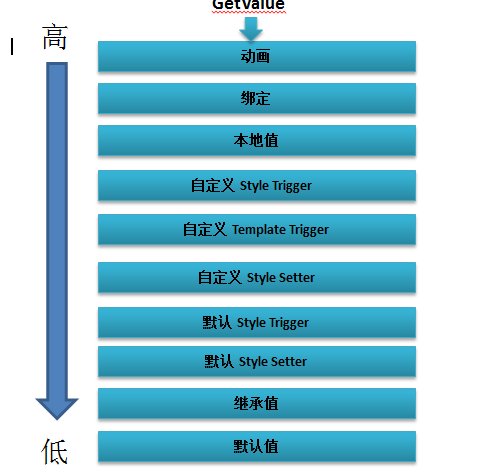 GetValue
高
动画
绑定
本地值
自定义 Style Trigger
自定义 Template Trigger
自定义 Style Setter
默认 Style Trigger
默认 Style Setter
继承值
默认值
低